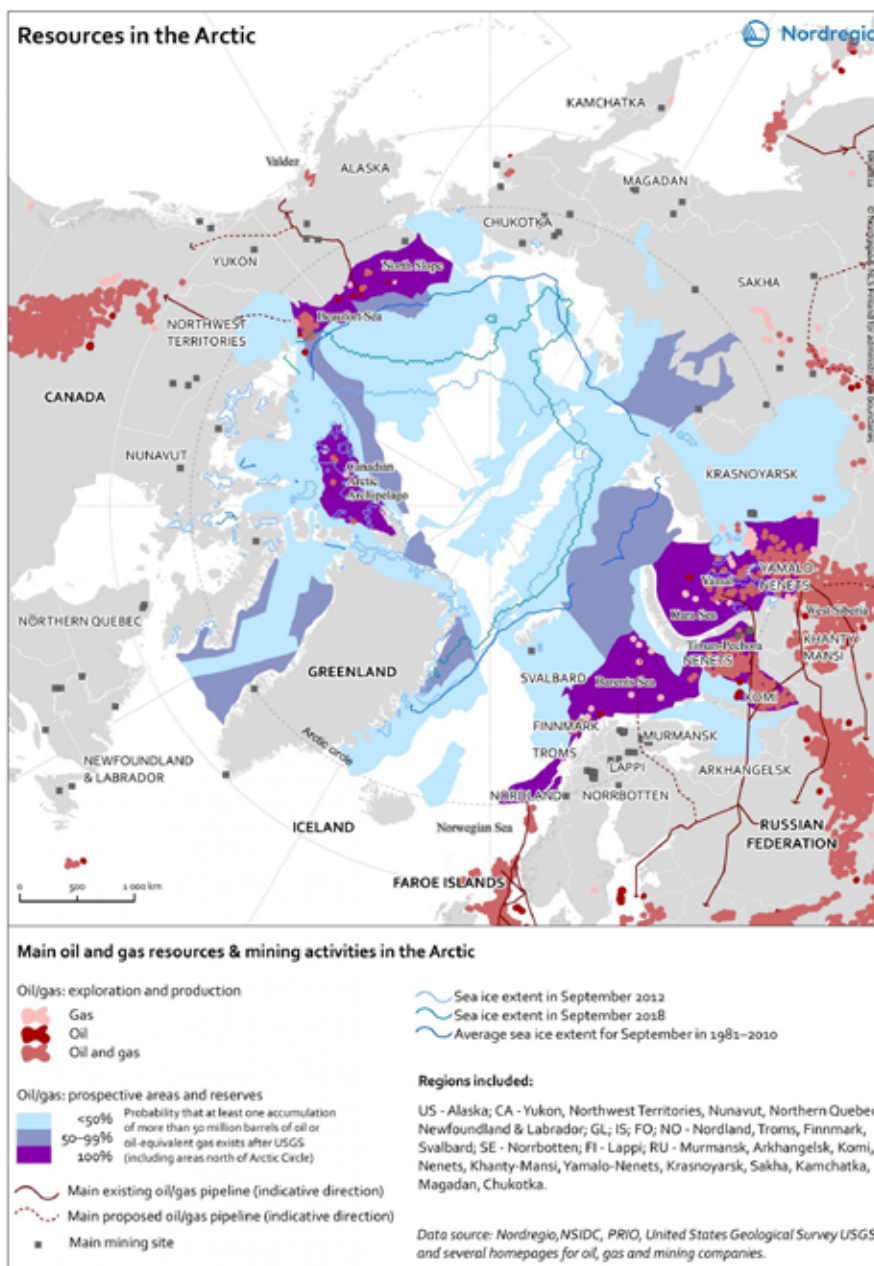 Resources in the Arctic
Nordregio
KAMCHATKA
Valdez
ALASKA
MAGADAN
CHUKOTKA
YUKON
North Slope
SAKHA
Beaufort Sea
NORTHWEST
TERRITORIES
CANADA
NUNAVUT
Canadian
Arctic
Archipelago
KRASNOYARSK
Yamal
YAMALO
NENETS
Kara Sea
West Siberia
NORTHERN QUEBEC
Timan-Pechora
KHANTY
MANSI
NENETS
GREENLAND
SVALBARD
Barents Sea
KOMI
FINNMARK
MURMANSK
Arctic circle
TROMS
LAPPI
ARKHANGELSK
NEWFOUNDLAND
& LABRADOR
NORDLAND
NORRBOTTEN
ICELAND
Norwegian Sea
RUSSIAN
FEDERATION
FAROE ISLANDS
0 500 1 000 km
Main oil and gas resources & mining activities in the Arctic
Oil/gas: exploration and production
Gas
Oil
Oil and gas
Oil/gas: prospective areas and reserves
<50% Probability that at least one accumulation
50–99% of more than 50 million barrels of oil or
oil-equivalent gas exists after USGS
100% (including areas north of Arctic Circle)
Main existing oil/gas pipeline (indicative direction)
Main proposed oil/gas pipeline (indicative direction)
Main mining site
Sea ice extent in September 2012
Sea ice extent in September 2018
Average sea ice extent for September in 1981–2010
Regions included:
US - Alaska; CA - Yukon, Northwest Territories, Nunavut, Northern Quebec
Newfoundland & Labrador; GL; IS; FO; NO - Nordland, Troms, Finnmark,
Svalbard; SE - Norrbotten; FI - Lappi; RU - Murmansk, Arkhangelsk, Komi,
Nenets, Khanty-Mansi, Yamalo-Nenets, Krasnoyarsk, Sakha, Kamchatka,
Magadan, Chukotka.
Data source: Nordregio, NSIDC, PRIO, United States Geological Survey USGS
and several homepages for oil, gas and mining companies.